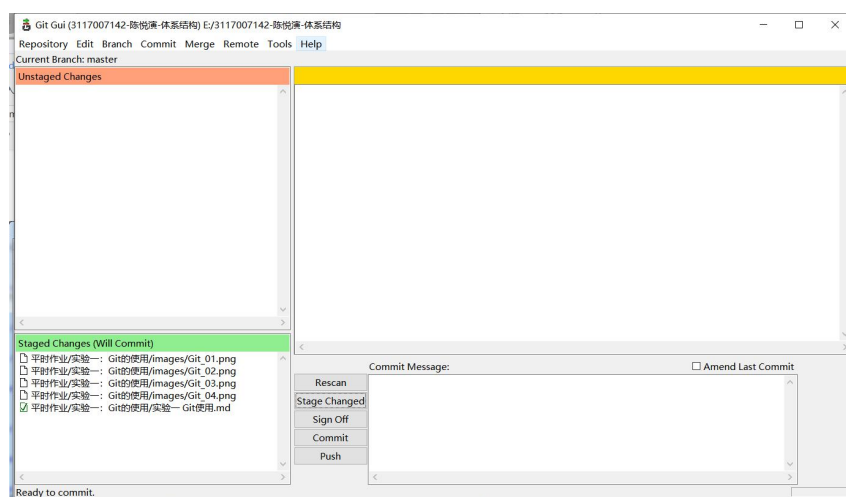 Git Gui (3117007142-陈悦演-体系结构) E:/3117007142-陈悦演-体系结构
Repository Edit Branch Commit Merge Remote Tools Help
Current Branch: master
Unstaged Changes
Staged Changes (Will Commit)
平时作业/实验一：Git的使用/images/Git_01.png
平时作业/实验一：Git的使用/images/Git_02.png
平时作业/实验一：Git的使用/images/Git_03.png
平时作业/实验一：Git的使用/images/Git_04.png
平时作业/实验一：Git的使用/实验一 Git使用.md
Commit Message:
Amend Last Commit
Rescan
Stage Changed
Sign Off
Commit
Push
Ready to commit.